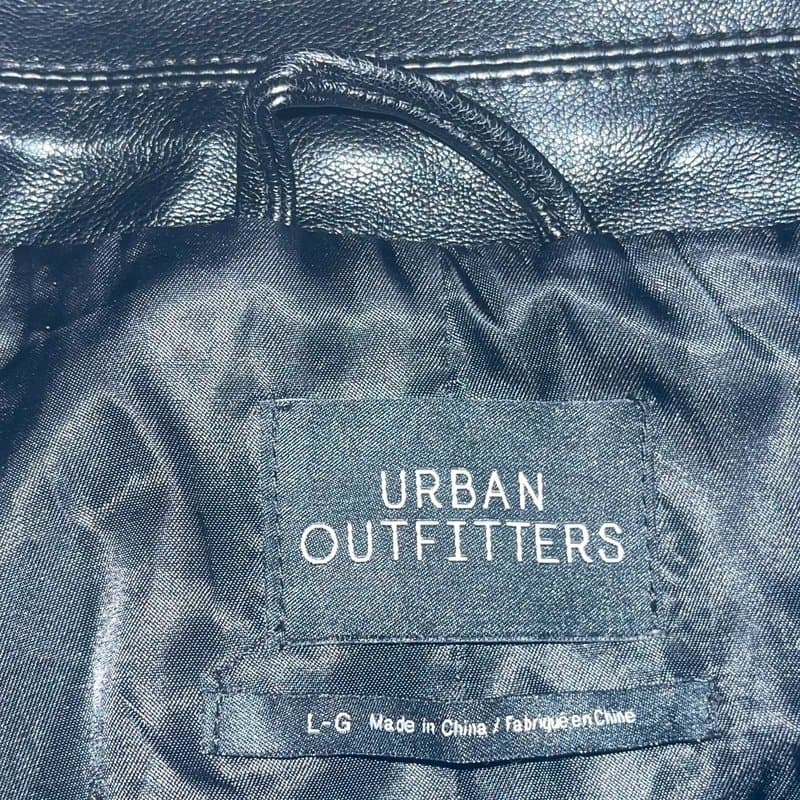 URBAN
OUTFITTERS
L-G Made in China / Fabriqué en Chine